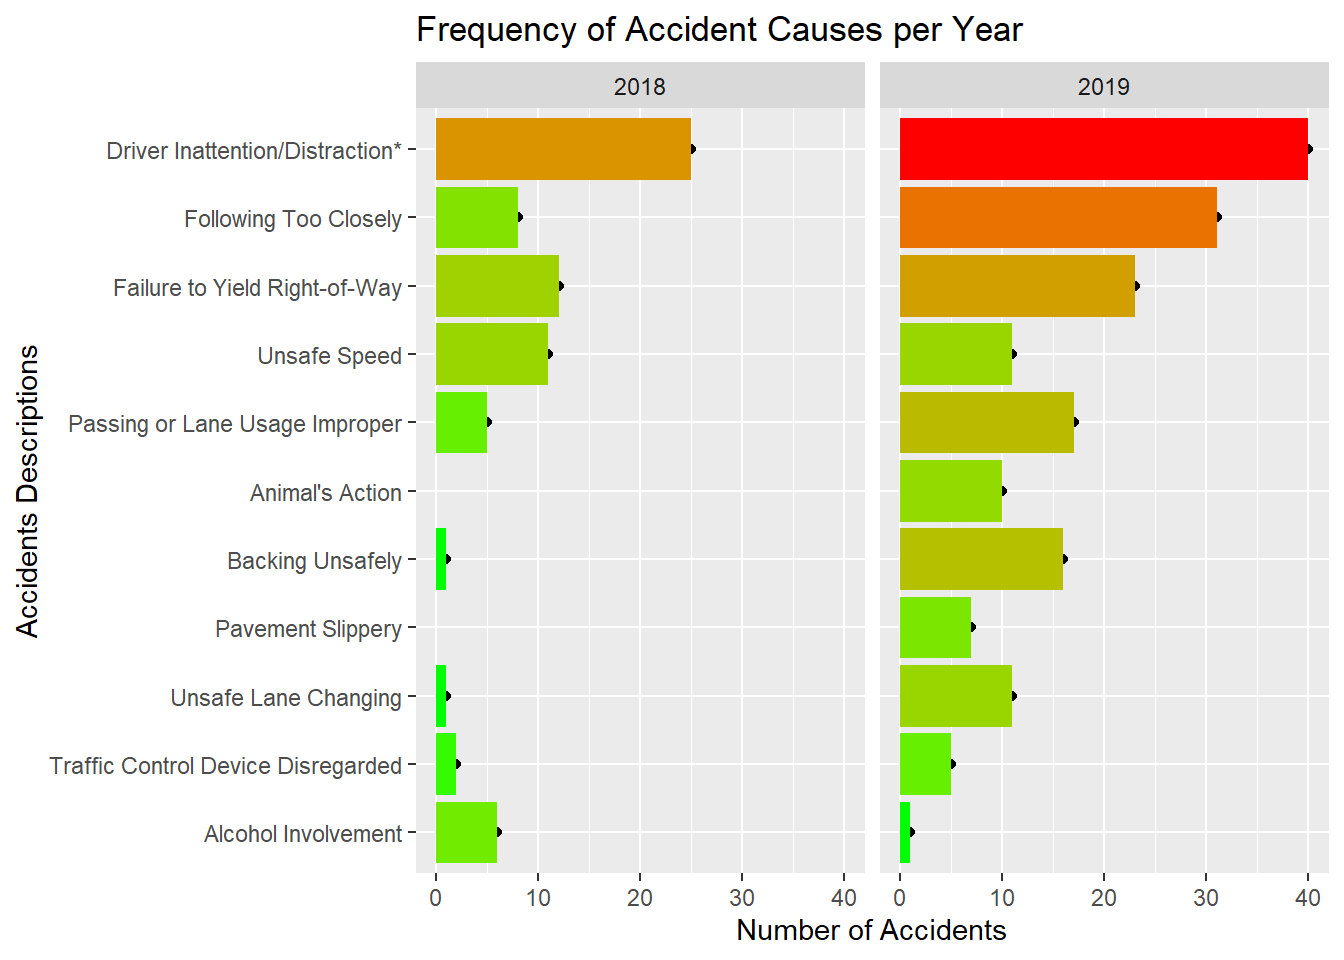 Frequency of Accident Causes per Year
2018
2019
Accidents Descriptions
Driver Inattention/Distraction*
Following Too Closely
Failure to Yield Right-of-Way
Unsafe Speed
Passing or Lane Usage Improper
Animal's Action
Backing Unsafely
Pavement Slippery
Unsafe Lane Changing
Traffic Control Device Disregarded
Alcohol Involvement
0 10 20 30 40
0 10 20 30 40
Number of Accidents